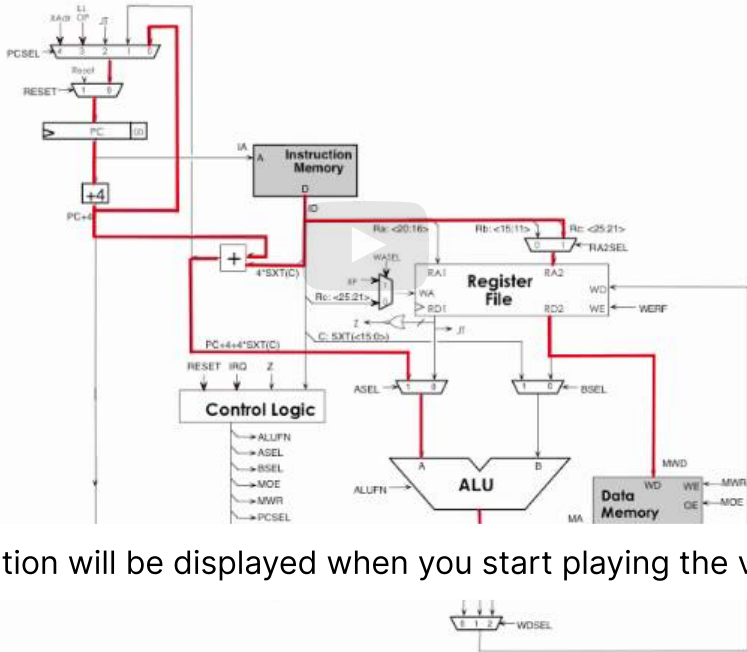 XAdr ILL OP JT
PCSEL 4 3 2 1 0
Reset
RESET 1 0
PC 00
IA
A Instruction Memory
D
+4
ID
PC+4
Ra: <20:16> Rb: <15:11> Rc: <25:21>
0 1 RA2SEL
+
4*SXT(C)
WASEL
XP 1
Rc: <25:21> 0
RA1 RA2
Register File
WA WD
RD1 RD2 WE WERF
Z
JT
C: SXT(<15:0>)
PC+4+4*SXT(C)
RESET IRQ Z
ASEL 1 0
1 0 BSEL
Control Logic
ALUFN
ASEL
BSEL
MOE
MWR
PCSEL
A B
ALUFN ALU
MWD
WD WE MWR
Data Memory
OE MOE
MA
tion will be displayed when you start playing the v
0 1 2 WDSEL